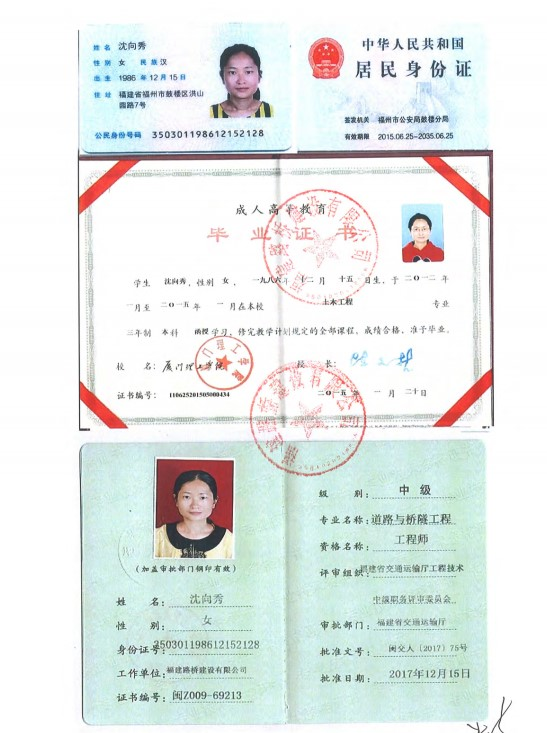 姓名 沈向秀
性别 女 民族 汉
出生 1986年12月15日
住址 福建省福州市鼓楼区洪山
园路7号
公民身份号码 350301198612152128
中华人民共和国
居民身份证
签发机关 福州市公安局鼓楼分局
有效期限 2015.06.25-2035.06.25
成人高等教育
毕业证书
学生 沈向秀，性别 女，一九八六年 十二月 十五日生，于二〇一二年
一月至二〇一五年 一月在本校 土木工程 专业
三年制 本科 函授 学习，修完教学计划规定的全部课程，成绩合格，准予毕业。
校 名：厦门理工学院 校 长：
证书编号：110625201505000434 二〇一五年 一月 二十日
厦门理工学院
(加盖审批部门钢印有效)
姓 名：沈向秀
性 别：女
身份证号：350301198612152128
工作单位：福建路桥建设有限公司
证书编号：闽Z009-69213
级 别：中级
专业名称：道路与桥隧工程
资格名称：工程师
评审组织：福建省交通运输厅工程技术
中级职务评审委员会
审批部门：福建省交通运输厅
批准文号：闽交人（2017）75号
批准日期：2017年12月15日